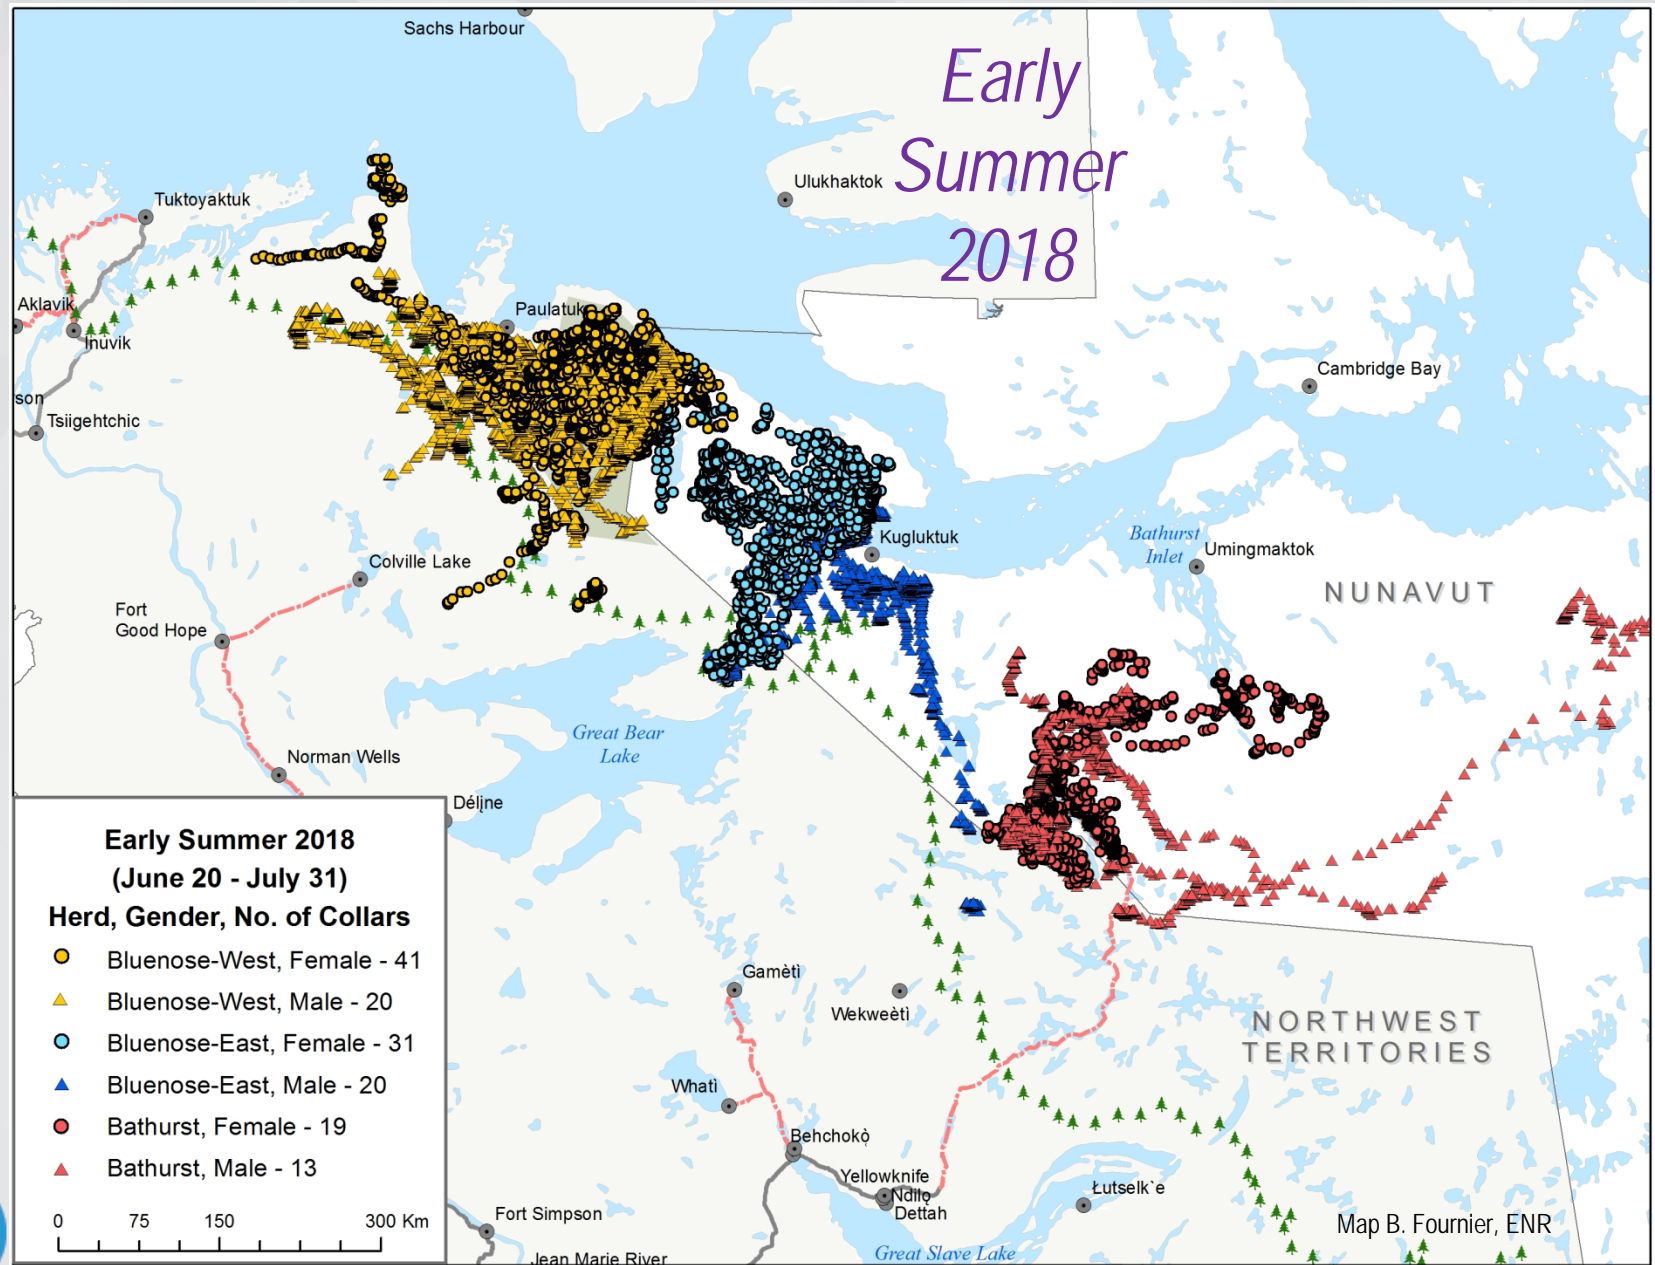 Sachs Harbour
Early
Summer
2018
Ulukhaktok
Tuktoyaktuk
Aklavik
Inuvik
Paulatuk
Cambridge Bay
son
Tsiigehtchic
Kugluktuk
Bathurst
Inlet
Umingmaktok
Colville Lake
NUNAVUT
Fort
Good Hope
Great Bear
Lake
Norman Wells
Délįne
Early Summer 2018
(June 20 - July 31)
Herd, Gender, No. of Collars
Bluenose-West, Female - 41
Bluenose-West, Male - 20
Bluenose-East, Female - 31
Bluenose-East, Male - 20
Bathurst, Female - 19
Bathurst, Male - 13
0 75 150 300 Km
Gamètì
Wekweètì
NORTHWEST
TERRITORIES
Whatì
Behchokǫ̀
Yellowknife
Ndilǫ
Dettah
Łutselk`e
Fort Simpson
Map B. Fournier, ENR
Jean Marie River
Great Slave Lake